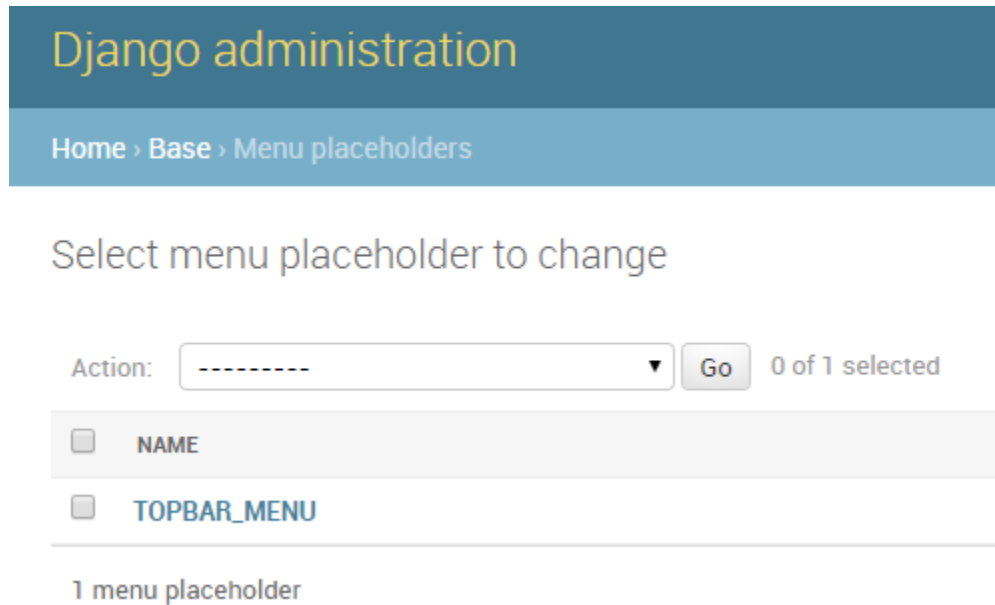 Django administration
Home › Base › Menu placeholders
Select menu placeholder to change
Action: --------- Go 0 of 1 selected
NAME
TOPBAR_MENU
1 menu placeholder